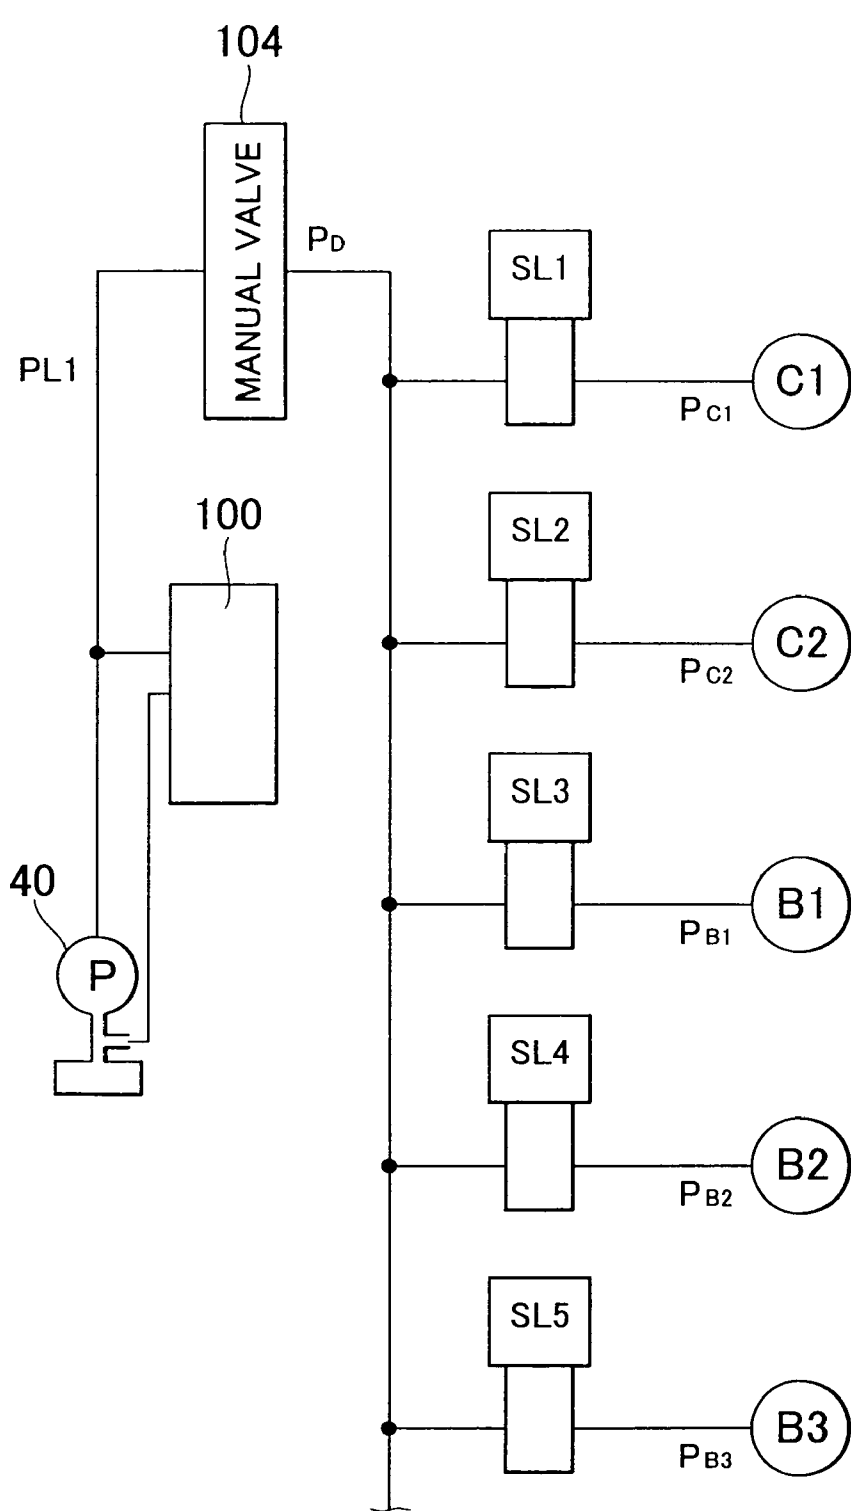 104
MANUAL VALVE
PD
PL1
SL1
C1
PC1
100
SL2
C2
PC2
SL3
40
B1
PB1
P
SL4
B2
PB2
SL5
B3
PB3